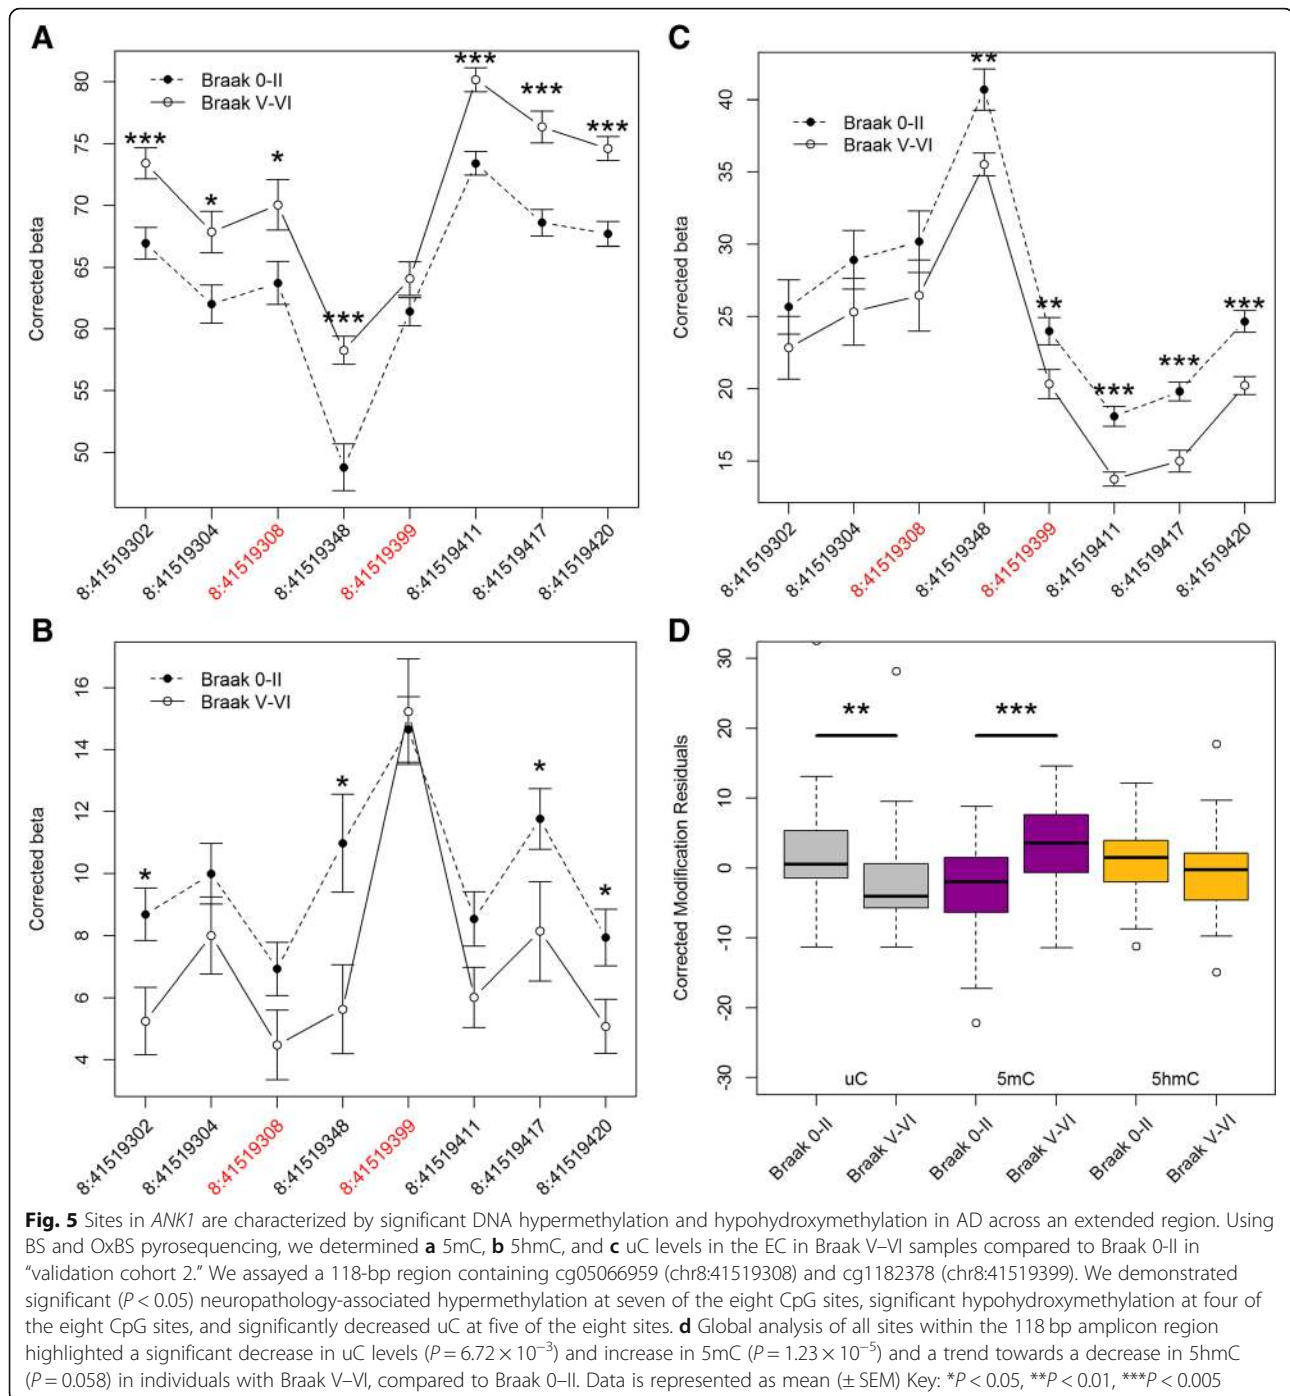 A
Braak 0-II
Braak V-VI
Corrected beta
80
75
70
65
60
55
50
***
*
*
***
***
***
***
8:41519302
8:41519304
8:41519308
8:41519348
8:41519399
8:41519411
8:41519417
8:41519420
C
Braak 0-II
Braak V-VI
Corrected beta
40
35
30
25
20
15
**
**
***
***
***
8:41519302
8:41519304
8:41519308
8:41519348
8:41519399
8:41519411
8:41519417
8:41519420
B
Braak 0-II
Braak V-VI
Corrected beta
16
14
12
10
8
6
4
*
*
*
*
8:41519302
8:41519304
8:41519308
8:41519348
8:41519399
8:41519411
8:41519417
8:41519420
D
Corrected Modification Residuals
30
20
10
0
-10
-20
-30
**
***
uC
5mC
5hmC
Braak 0-II
Braak V-VI
Braak 0-II
Braak V-VI
Braak 0-II
Braak V-VI
Fig. 5 Sites in ANK1 are characterized by significant DNA hypermethylation and hypohydroxymethylation in AD across an extended region. Using
BS and OxBS pyrosequencing, we determined a 5mC, b 5hmC, and c uC levels in the EC in Braak V–VI samples compared to Braak 0-II in
“validation cohort 2.” We assayed a 118-bp region containing cg05066959 (chr8:41519308) and cg1182378 (chr8:41519399). We demonstrated
significant (P < 0.05) neuropathology-associated hypermethylation at seven of the eight CpG sites, significant hypohydroxymethylation at four of
the eight CpG sites, and significantly decreased uC at five of the eight sites. d Global analysis of all sites within the 118 bp amplicon region
highlighted a significant decrease in uC levels (P = 6.72 × 10⁻³) and increase in 5mC (P = 1.23 × 10⁻⁵) and a trend towards a decrease in 5hmC
(P = 0.058) in individuals with Braak V–VI, compared to Braak 0–II. Data is represented as mean (± SEM) Key: *P < 0.05, **P < 0.01, ***P < 0.005